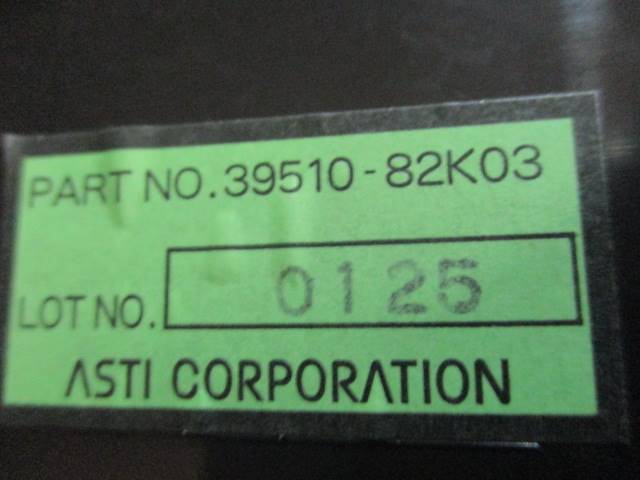 PART NO.39510-82K03
LOT NO. 0125
ASTI CORPORATION